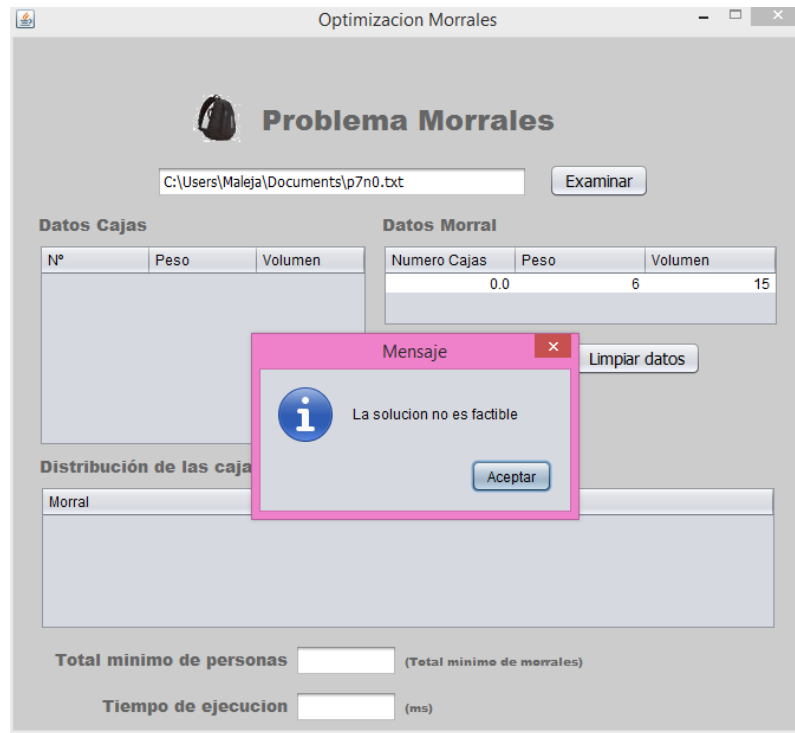 Optimizacion Morrales
Problema Morrales
C:\Users\Maleja\Documents\p7n0.txt
Examinar
Datos Cajas
Datos Morral
Nº Peso Volumen
Numero Cajas Peso Volumen
0.0 6 15
Mensaje
Limpiar datos
La solucion no es factible
Aceptar
Distribución de las caja
Morral
Total minimo de personas
(Total minimo de morrales)
Tiempo de ejecucion
(ms)